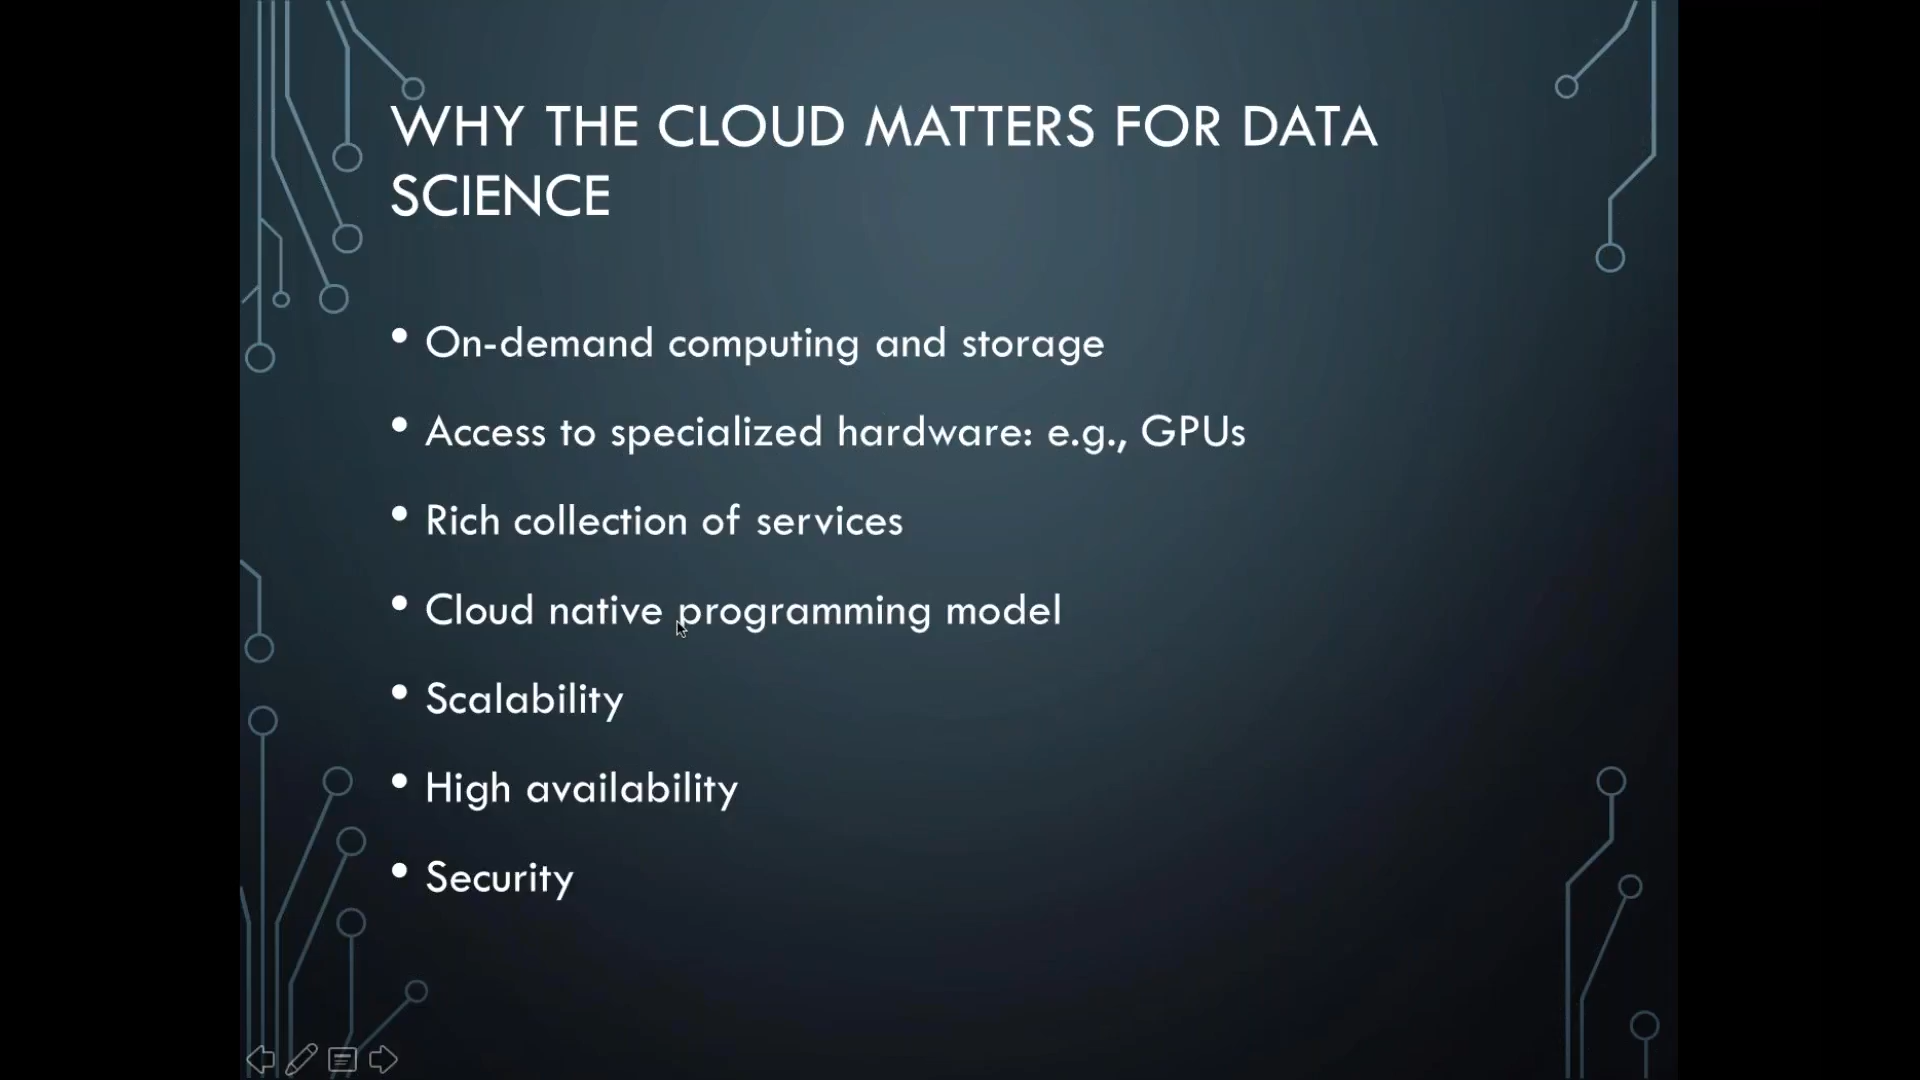 WHY THE CLOUD MATTERS FOR DATA
SCIENCE
• On-demand computing and storage
• Access to specialized hardware: e.g., GPUs
• Rich collection of services
• Cloud native programming model
• Scalability
• High availability
• Security